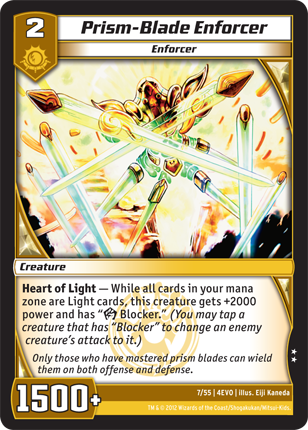 2
Prism-Blade Enforcer
Enforcer
Creature
Heart of Light — While all cards in your mana
zone are Light cards, this creature gets +2000
power and has “Blocker.” (You may tap a
creature that has “Blocker” to change an enemy
creature’s attack to it.)
Only those who have mastered prism blades can wield
them on both offense and defense.
1500+
7/55 | 4EVO | illus. Eiji Kaneda
TM & © 2012 Wizards of the Coast/Shogakukan/Mitsui-Kids